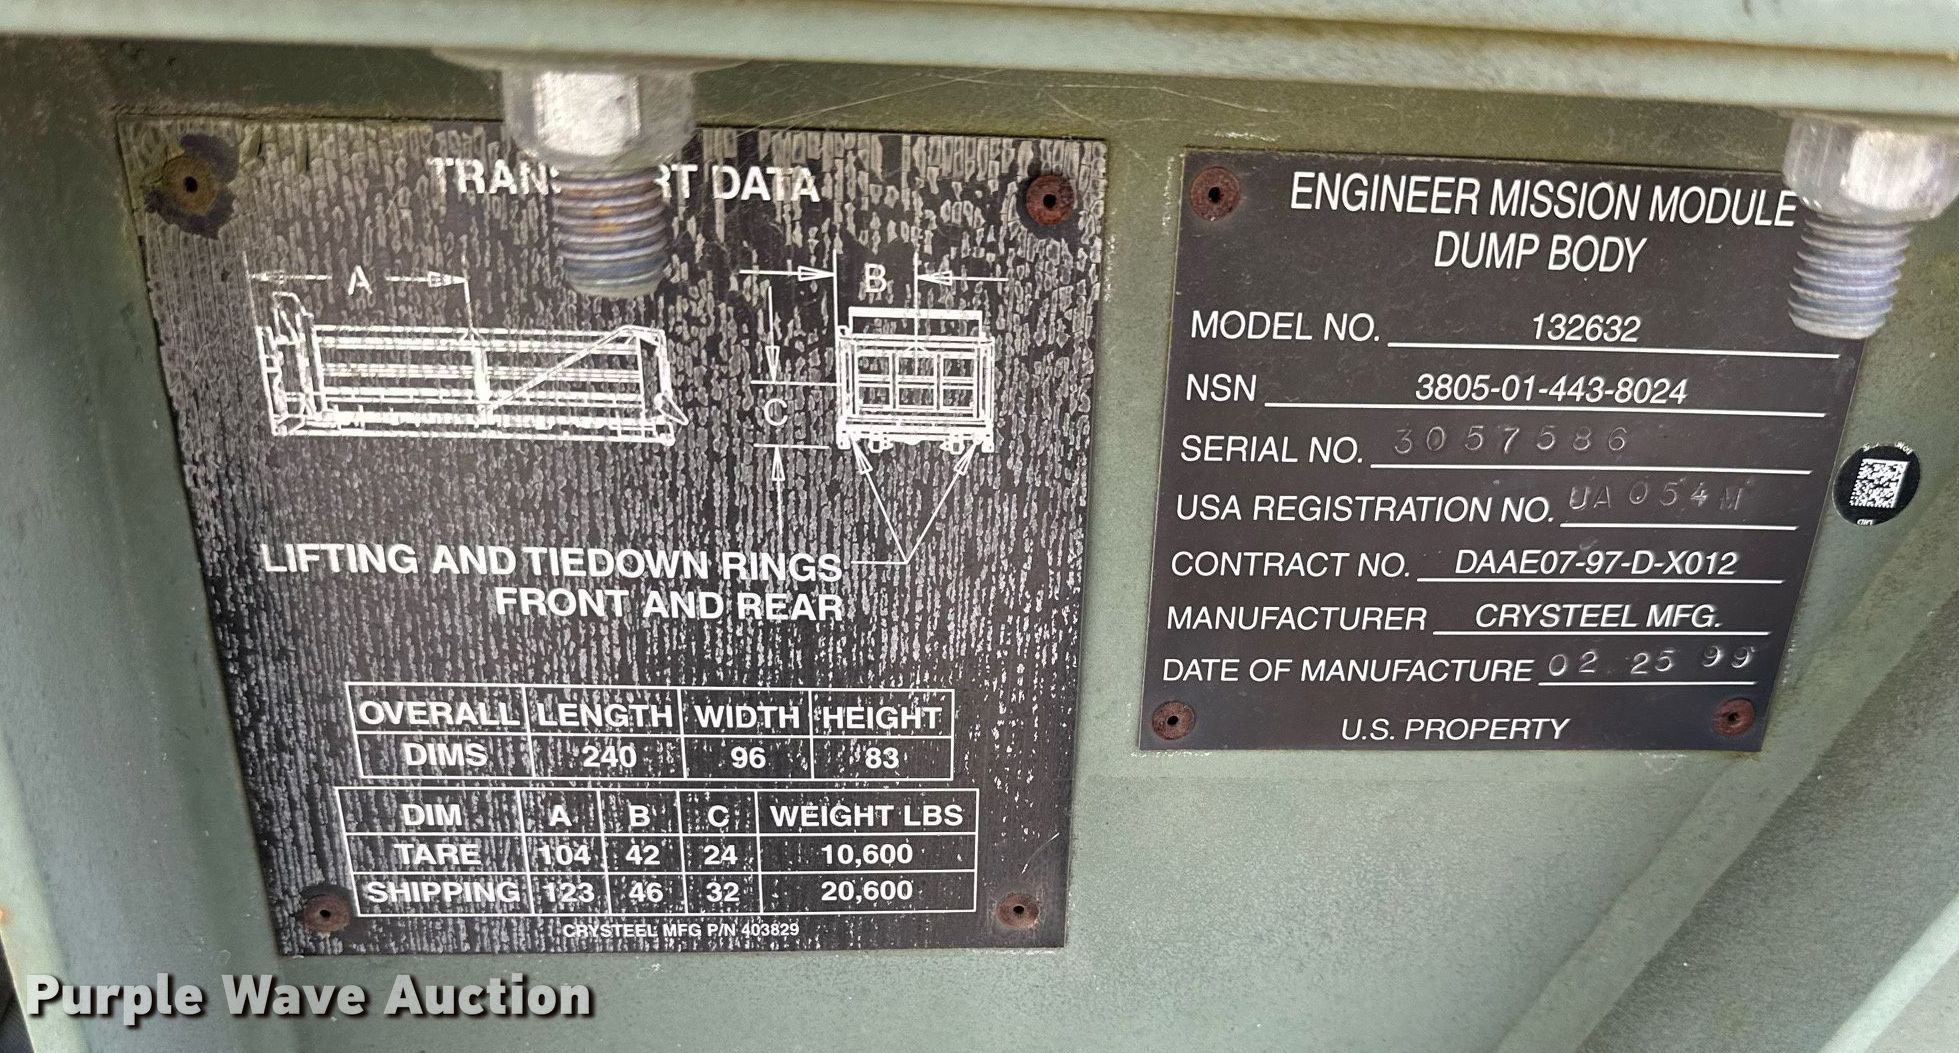 TRANSPORT DATA
A
B
C
LIFTING AND TIEDOWN RINGS
FRONT AND REAR
OVERALL LENGTH WIDTH HEIGHT
DIMS 240 96 83
DIM A B C WEIGHT LBS
TARE 104 42 24 10,600
SHIPPING 123 46 32 20,600
CRYSTEEL MFG P/N 403829
ENGINEER MISSION MODULE
DUMP BODY
MODEL NO. 132632
NSN 3805-01-443-8024
SERIAL NO. 3057586
USA REGISTRATION NO. UA054M
CONTRACT NO. DAAE07-97-D-X012
MANUFACTURER CRYSTEEL MFG.
DATE OF MANUFACTURE 02 25 99
U.S. PROPERTY
Purple Wave Auction